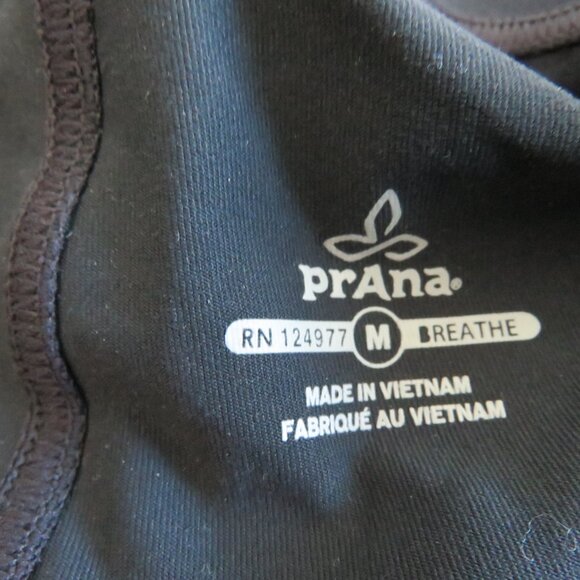 prAna®
RN 124977 M BREATHE
MADE IN VIETNAM
FABRIQUÉ AU VIETNAM